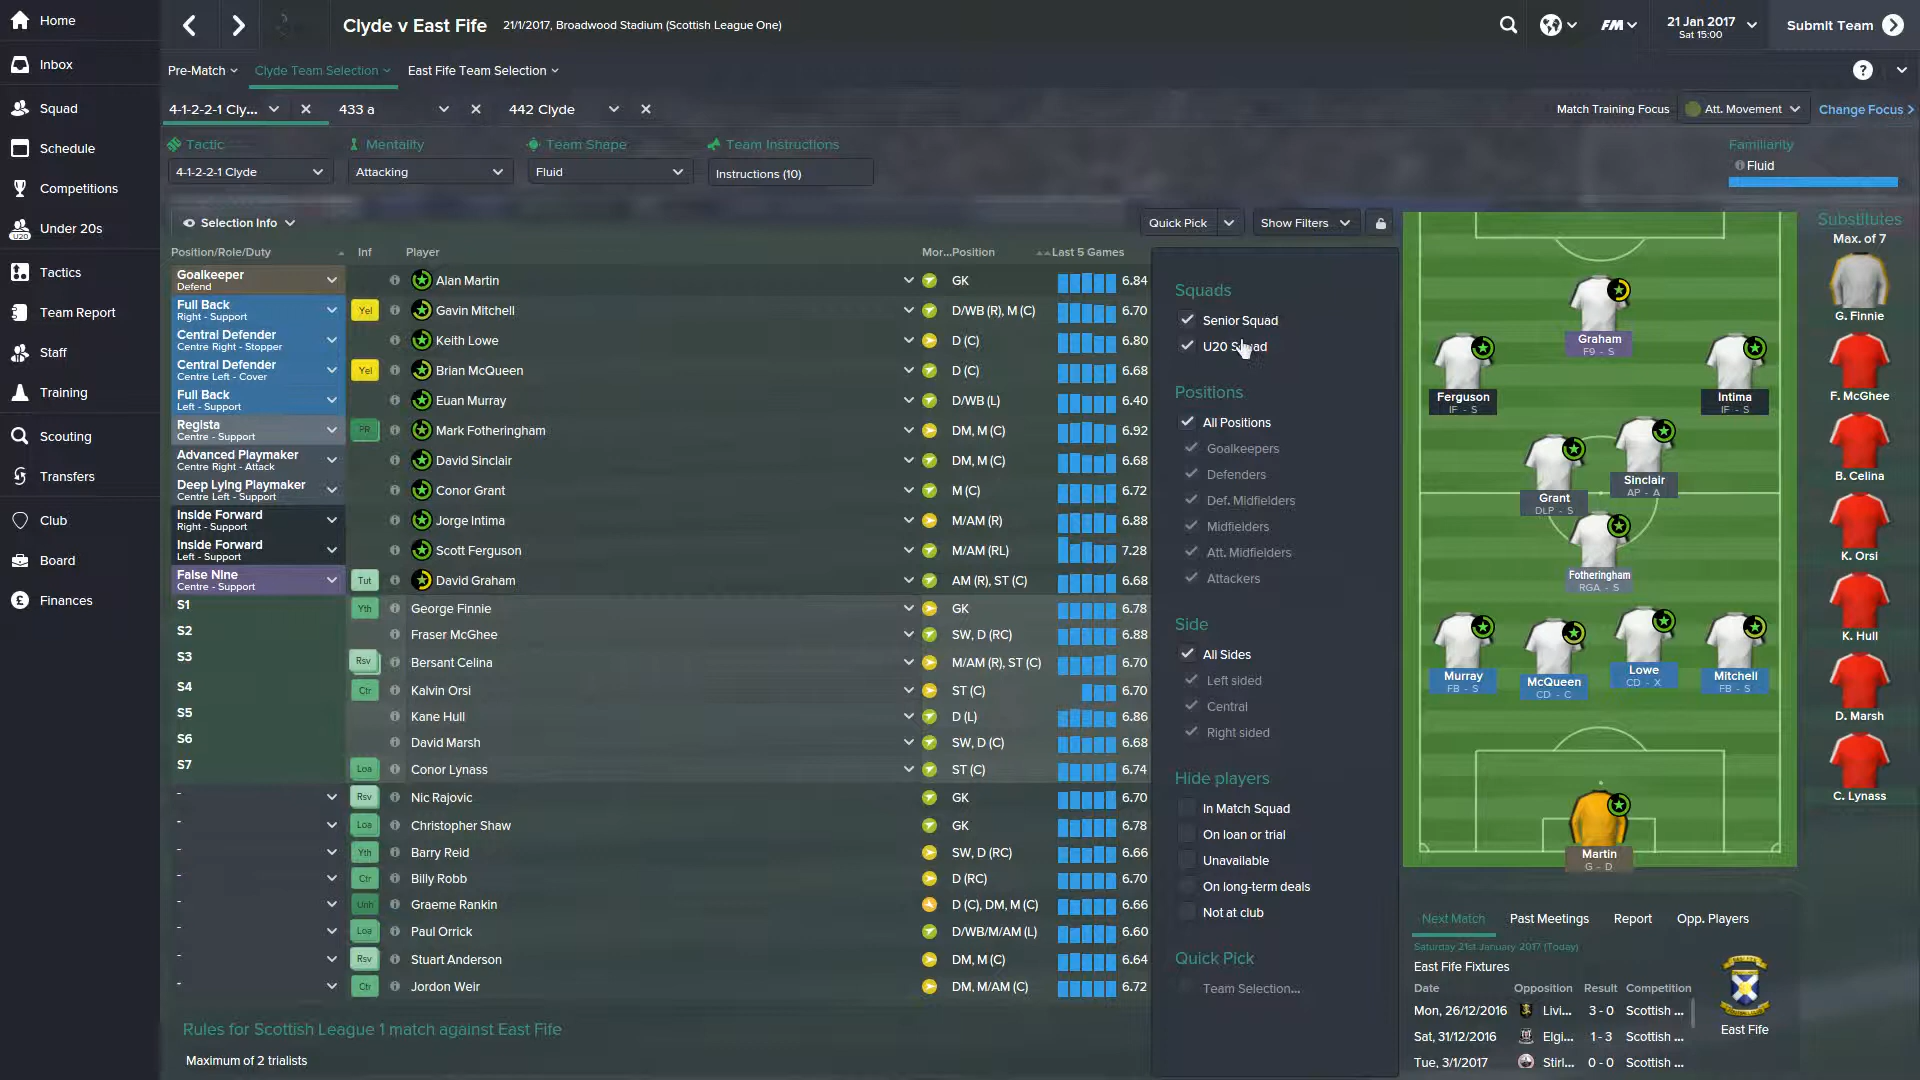 Home
Inbox
Squad
Schedule
Competitions
U20
Under 20s
Tactics
Team Report
Staff
Training
Scouting
Transfers
Club
Board
Finances
Clyde v East Fife
21/1/2017, Broadwood Stadium (Scottish League One)
FM
21 Jan 2017
Sat 15:00
Submit Team
Pre-Match
Clyde Team Selection
East Fife Team Selection
4-1-2-2-1 Cly...
433 a
442 Clyde
Match Training Focus
Att. Movement
Change Focus
Tactic
4-1-2-2-1 Clyde
Mentality
Attacking
Team Shape
Fluid
Team Instructions
Instructions (10)
Familiarity
Fluid
Selection Info
Quick Pick
Show Filters
Position/Role/Duty Inf Player Mor... Position Last 5 Games
Goalkeeper
Defend
Alan Martin GK 6.84
Full Back
Right - Support
Yel Gavin Mitchell D/WB (R), M (C) 6.70
Central Defender
Centre Right - Stopper
Keith Lowe D (C) 6.80
Central Defender
Centre Left - Cover
Yel Brian McQueen D (C) 6.68
Full Back
Left - Support
Euan Murray D/WB (L) 6.40
Regista
Centre - Support
PR Mark Fotheringham DM, M (C) 6.92
Advanced Playmaker
Centre Right - Attack
David Sinclair DM, M (C) 6.68
Deep Lying Playmaker
Centre Left - Support
Conor Grant M (C) 6.72
Inside Forward
Right - Support
Jorge Intima M/AM (R) 6.88
Inside Forward
Left - Support
Scott Ferguson M/AM (RL) 7.28
False Nine
Centre - Support
Tut David Graham AM (R), ST (C) 6.68
S1 Yth George Finnie GK 6.78
S2 Fraser McGhee SW, D (RC) 6.88
S3 Rsv Bersant Celina M/AM (R), ST (C) 6.70
S4 Ctr Kalvin Orsi ST (C) 6.70
S5 Kane Hull D (L) 6.86
S6 David Marsh SW, D (C) 6.68
S7 Loa Conor Lynass ST (C) 6.74
- Rsv Nic Rajovic GK 6.70
- Loa Christopher Shaw GK 6.78
- Yth Barry Reid SW, D (RC) 6.66
- Ctr Billy Robb D (RC) 6.70
- Unh Graeme Rankin D (C), DM, M (C) 6.66
- Loa Paul Orrick D/WB/M/AM (L) 6.60
- Rsv Stuart Anderson DM, M (C) 6.64
- Ctr Jordon Weir DM, M/AM (C) 6.72
Rules for Scottish League 1 match against East Fife
Maximum of 2 trialists
Squads
Senior Squad
U20 Squad
Positions
All Positions
Goalkeepers
Defenders
Def. Midfielders
Midfielders
Att. Midfielders
Attackers
Side
All Sides
Left sided
Central
Right sided
Hide players
In Match Squad
On loan or trial
Unavailable
On long-term deals
Not at club
Quick Pick
Team Selection...
Graham
F9 - S
Ferguson
IF - S
Intima
IF - S
Sinclair
AP - A
Grant
DLP - S
Fotheringham
RGA - S
Murray
FB - S
McQueen
CD - C
Lowe
CD - X
Mitchell
FB - S
Martin
G - D
Substitutes
Max. of 7
G. Finnie
F. McGhee
B. Celina
K. Orsi
K. Hull
D. Marsh
C. Lynass
Next Match
Past Meetings
Report
Opp. Players
Saturday 21st January 2017 (Today)
East Fife Fixtures
Date Opposition Result Competition
Mon, 26/12/2016 Livi... 3 - 0 Scottish ...
Sat, 31/12/2016 Elgi... 1 - 3 Scottish ...
Tue, 3/1/2017 Stirl... 0 - 0 Scottish ...
East Fife